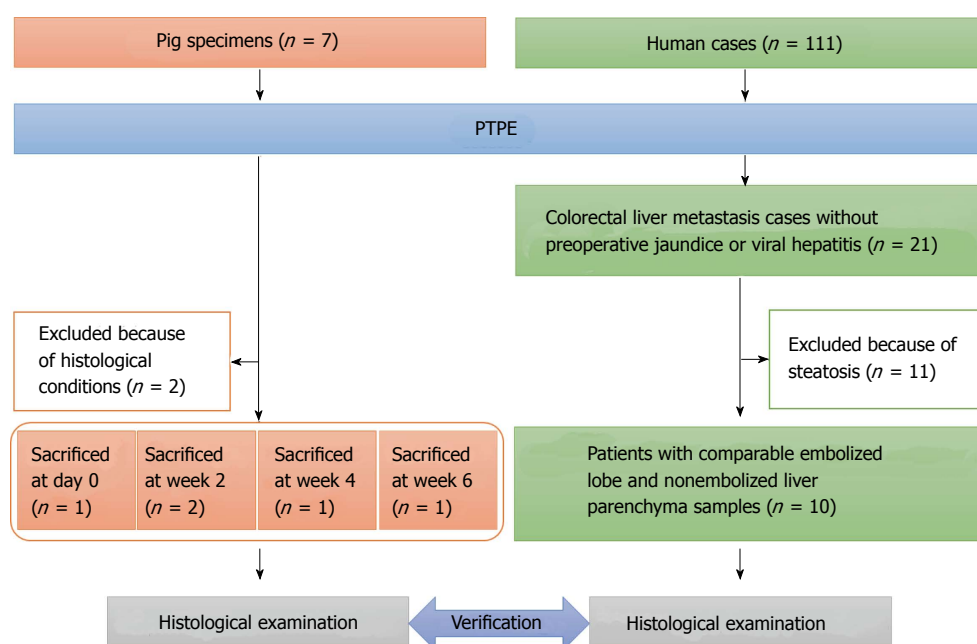 Pig specimens (n = 7)
Human cases (n = 111)
PTPE
Colorectal liver metastasis cases without
preoperative jaundice or viral hepatitis (n = 21)
Excluded because
of histological
conditions (n = 2)
Excluded because of
steatosis (n = 11)
Sacrificed
at day 0
(n = 1)
Sacrificed
at week 2
(n = 2)
Sacrificed
at week 4
(n = 1)
Sacrificed
at week 6
(n = 1)
Patients with comparable embolized
lobe and nonembolized liver
parenchyma samples (n = 10)
Histological examination
Verification
Histological examination